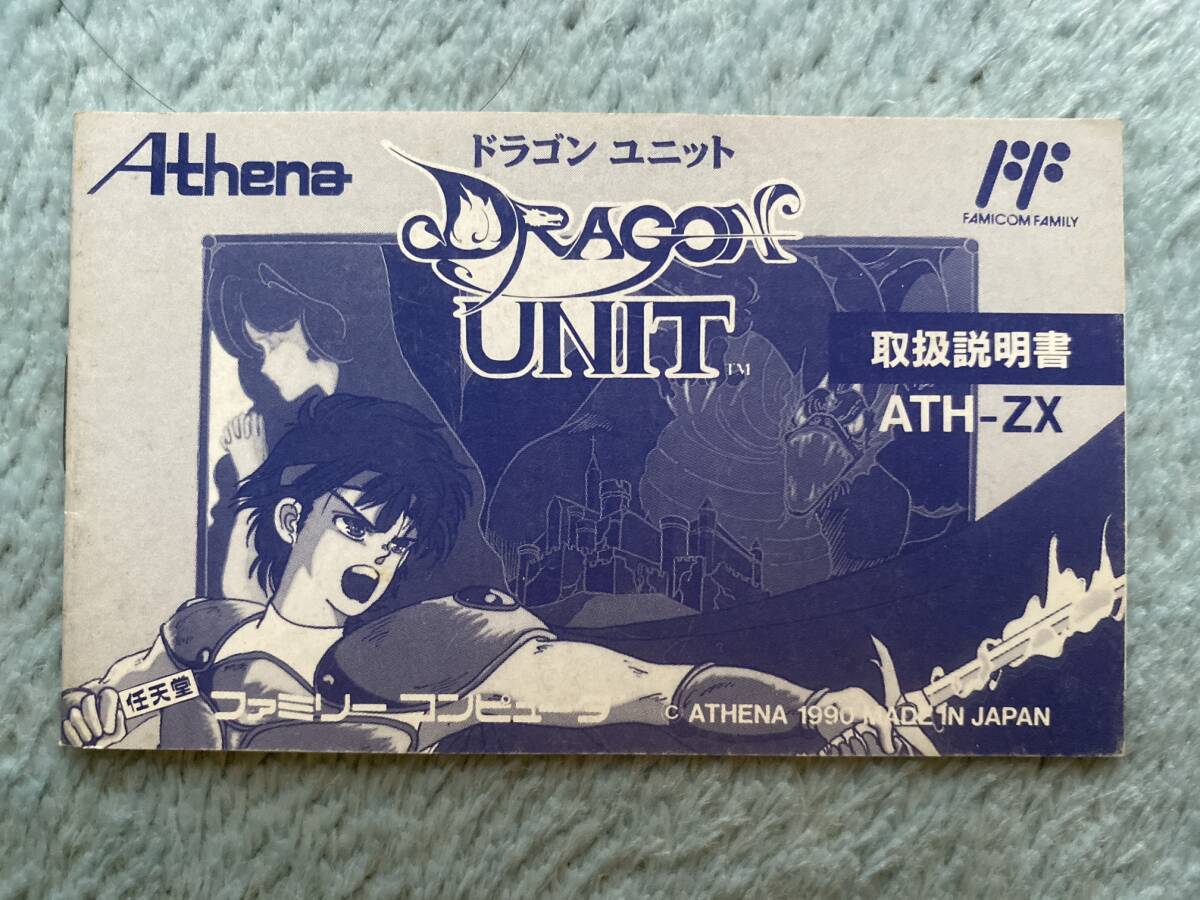 Athena
ドラゴン ユニット
DRAGON
UNIT
TM
FAMICOM FAMILY
取扱説明書
ATH-ZX
任天堂 ファミリーコンピュータ
© ATHENA 1990 MADE IN JAPAN